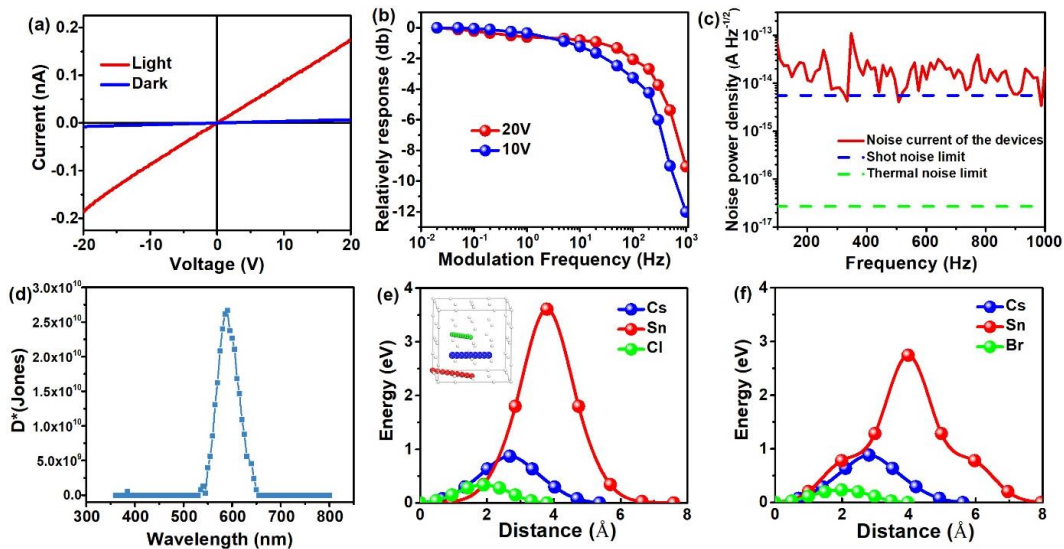 (a)
Current (nA)
0.2
0.1
0.0
-0.1
-0.2
Light
Dark
-20
-10
0
10
20
Voltage (V)
(b)
Relatively response (db)
0
-2
-4
-6
-8
-10
-12
20V
10V
10⁻² 10⁻¹ 10⁰ 10¹ 10² 10³
Modulation Frequency (Hz)
(c)
Noise power density (A Hz⁻¹/²)
10⁻¹³
10⁻¹⁴
10⁻¹⁵
10⁻¹⁶
10⁻¹⁷
Noise current of the devices
Shot noise limit
Thermal noise limit
200 400 600 800 1000
Frequency (Hz)
(d)
D*(Jones)
3.0x10¹⁰
2.5x10¹⁰
2.0x10¹⁰
1.5x10¹⁰
1.0x10¹⁰
5.0x10⁹
0.0
300 400 500 600 700 800
Wavelength (nm)
(e)
Energy (eV)
4
3
2
1
0
Cs
Sn
Cl
0 2 4 6 8
Distance (Å)
(f)
Energy (eV)
4
3
2
1
0
Cs
Sn
Br
0 1 2 3 4 5 6 7 8
Distance (Å)